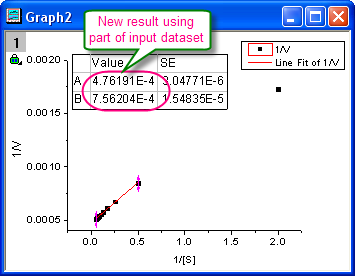 Graph2
1
New result using
part of input dataset
Value SE
A 4.76191E-4 3.04771E-6
B 7.56204E-4 1.54835E-5
1/V
Line Fit of 1/V
0.0020
0.0015
0.0010
0.0005
1/V
0.0 0.5 1.0 1.5 2.0
1/[S]